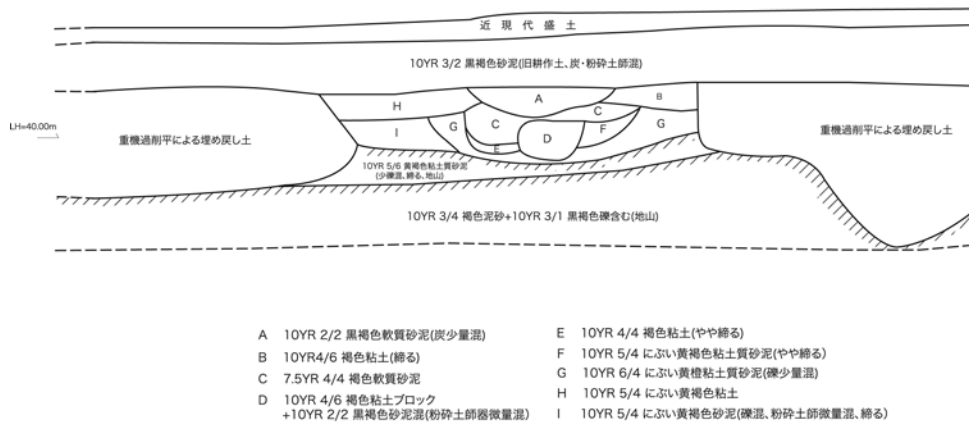 近現代盛土
10YR 3/2 黒褐色砂泥(旧耕作土、炭・粉砕土師混)
A
B
H
C
C
LH=40.00m
重機過削平による埋め戻し土
I
G
E
D
F
G
重機過削平による埋め戻し土
10YR 5/6 黄褐色粘土質砂泥
(少礫混、締る、地山)
10YR 3/4 褐色泥砂+10YR 3/1 黒褐色礫含む(地山)
A 10YR 2/2 黒褐色軟質砂泥(炭少量混)
B 10YR4/6 褐色粘土(締る)
C 7.5YR 4/4 褐色軟質砂泥
D 10YR 4/6 褐色粘土ブロック
+10YR 2/2 黒褐色砂泥混(粉砕土師器微量混)
E 10YR 4/4 褐色粘土(やや締る)
F 10YR 5/4 にぶい黄褐色粘土質砂泥(やや締る)
G 10YR 6/4 にぶい黄橙粘土質砂泥(礫少量混)
H 10YR 5/4 にぶい黄褐色粘土
I 10YR 5/4 にぶい黄褐色砂泥(礫混、粉砕土師微量混、締る)